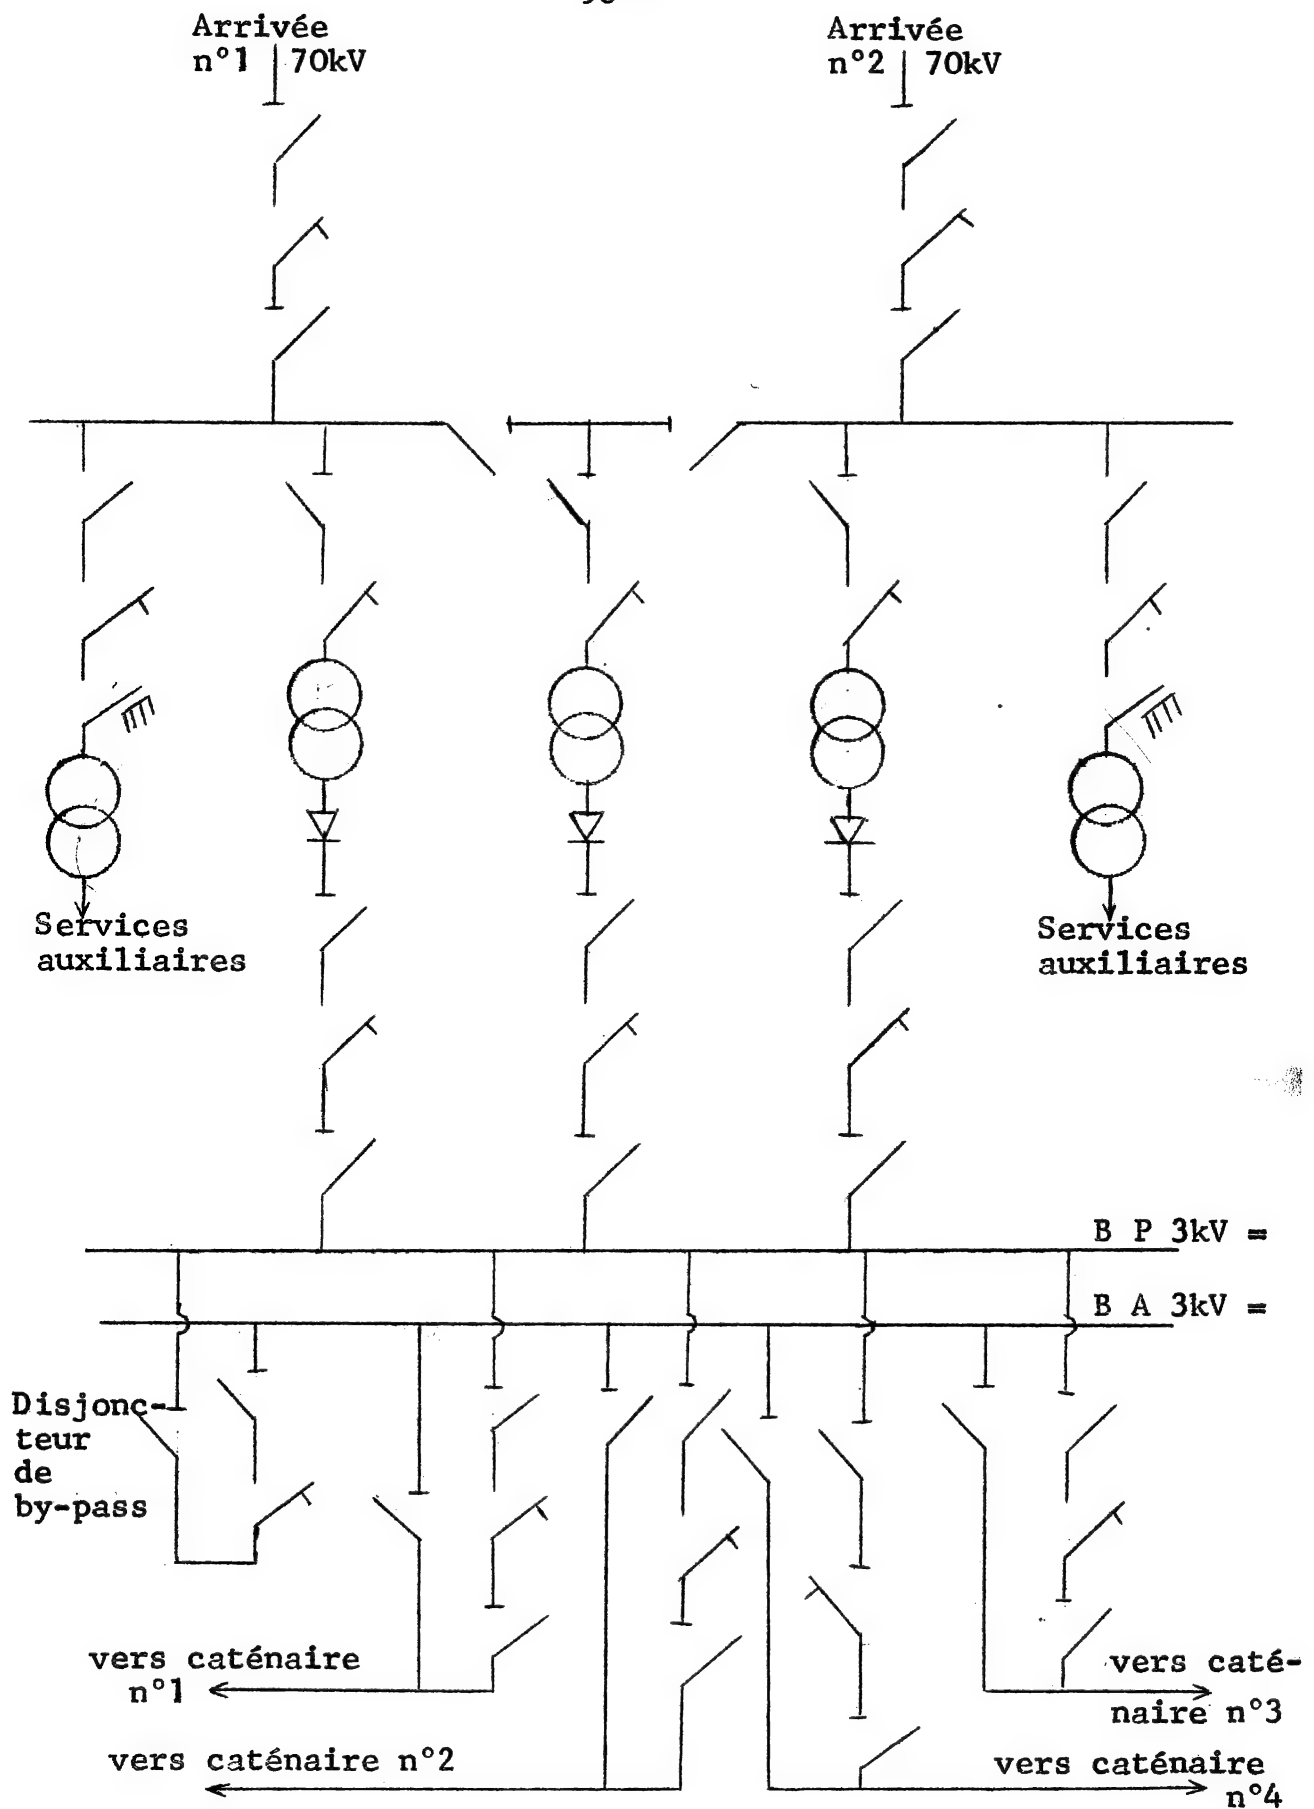 Arrivée
n°1 70kV
Arrivée
n°2 70kV
Services
auxiliaires
Services
auxiliaires
B P 3kV =
B A 3kV =
Disjonc-
teur
de
by-pass
vers caténaire
n°1
vers caté-
naire n°3
vers caténaire n°2
vers caténaire
n°4